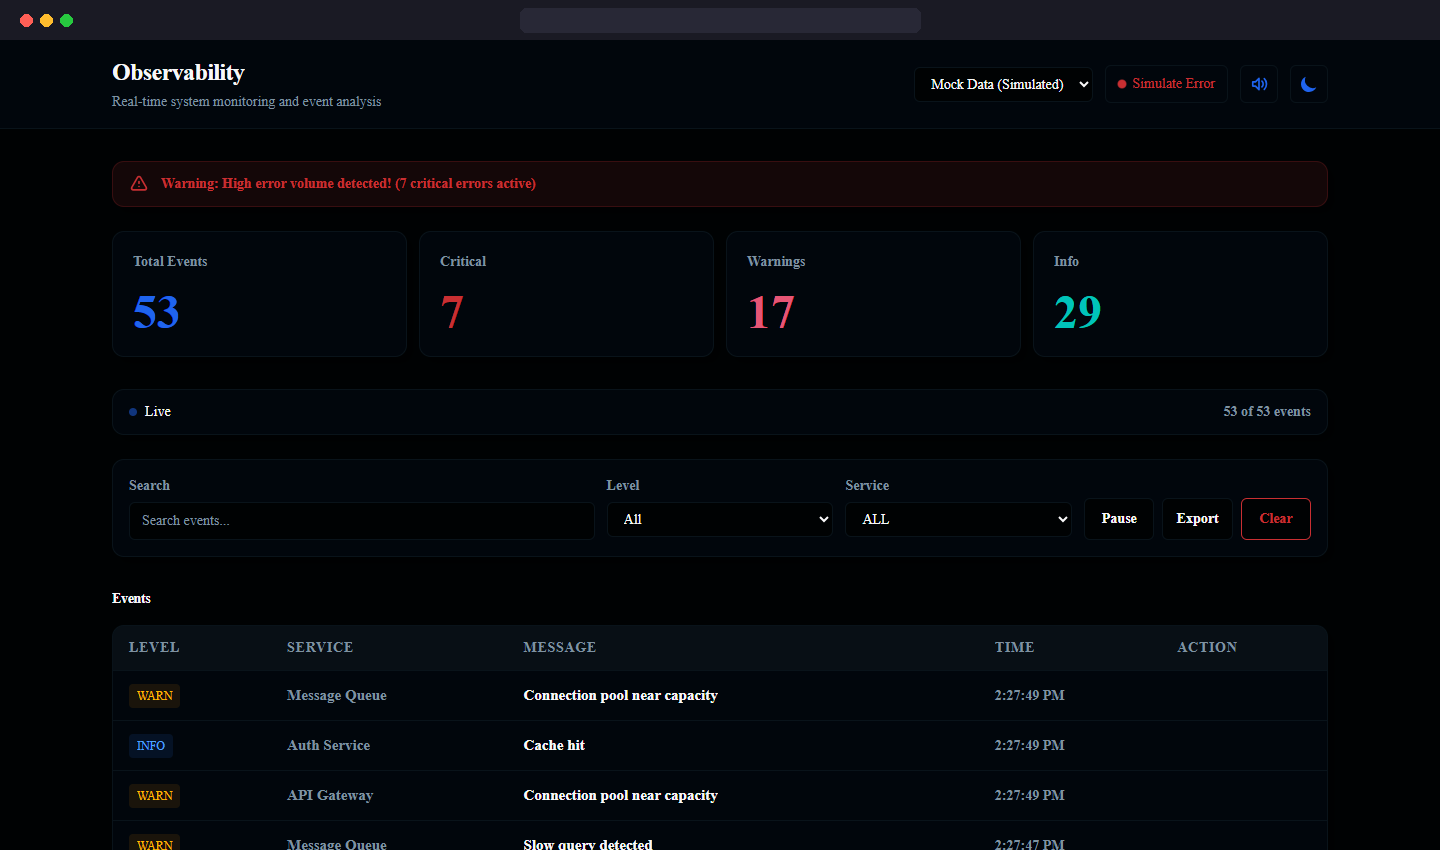 Observability
Real-time system monitoring and event analysis
Mock Data (Simulated)
Simulate Error
Warning: High error volume detected! (7 critical errors active)
Total Events
53
Critical
7
Warnings
17
Info
29
Live
53 of 53 events
Search
Search events...
Level
All
Service
ALL
Pause
Export
Clear
Events
LEVEL SERVICE MESSAGE TIME ACTION
WARN Message Queue Connection pool near capacity 2:27:49 PM
INFO Auth Service Cache hit 2:27:49 PM
WARN API Gateway Connection pool near capacity 2:27:49 PM
WARN Message Queue Slow query detected 2:27:47 PM